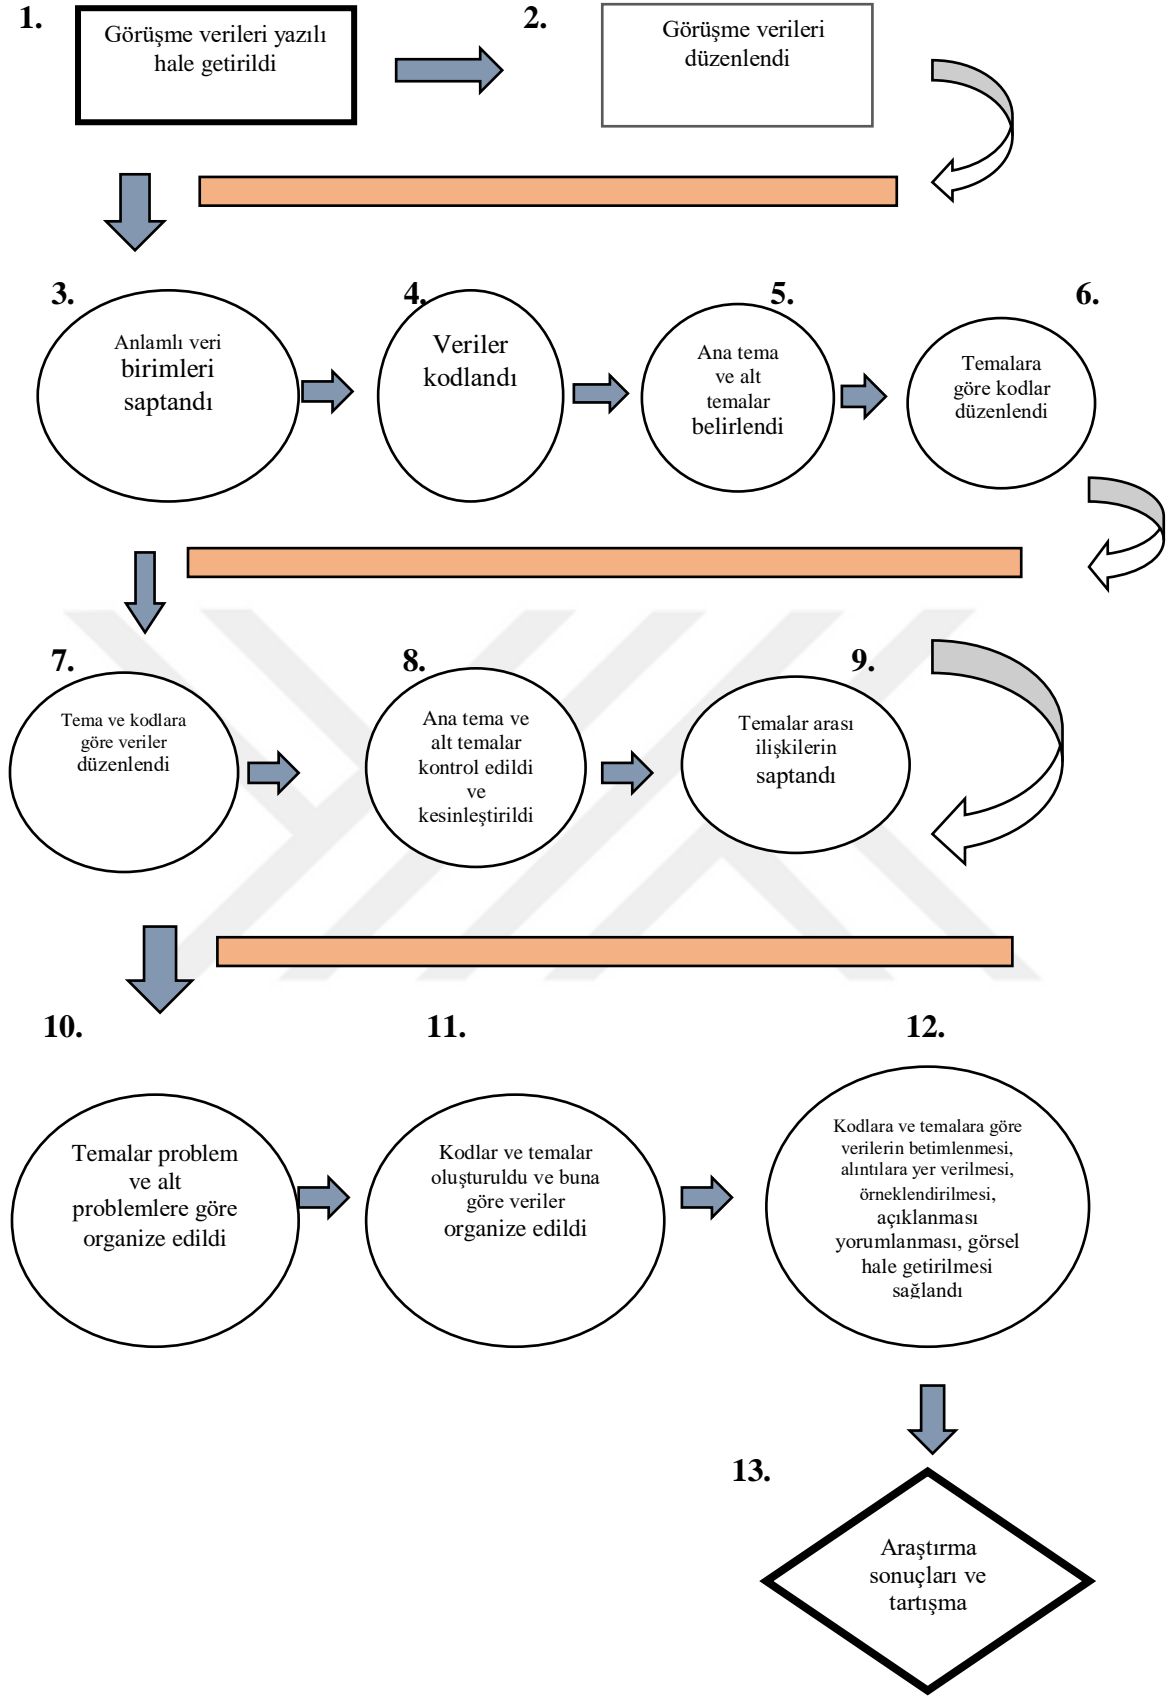 1.
Görüşme verileri yazılı
hale getirildi
2.
Görüşme verileri
düzenlendi
3.
Anlamlı veri
birimleri
saptandı
4.
Veriler
kodlandı
5.
Ana tema
ve alt
temalar
belirlendi
6.
Temalara
göre kodlar
düzenlendi
7.
Tema ve kodlara
göre veriler
düzenlendi
8.
Ana tema ve
alt temalar
kontrol edildi
ve
kesinleştirildi
9.
Temalar arası
ilişkilerin
saptandı
10.
Temalar problem
ve alt
problemlere göre
organize edildi
11.
Kodlar ve temalar
oluşturuldu ve buna
göre veriler
organize edildi
12.
Kodlara ve temalara göre
verilerin betimlenmesi,
alıntılara yer verilmesi,
örneklendirilmesi,
açıklanması
yorumlanması, görsel
hale getirilmesi
sağlandı
13.
Araştırma
sonuçları ve
tartışma